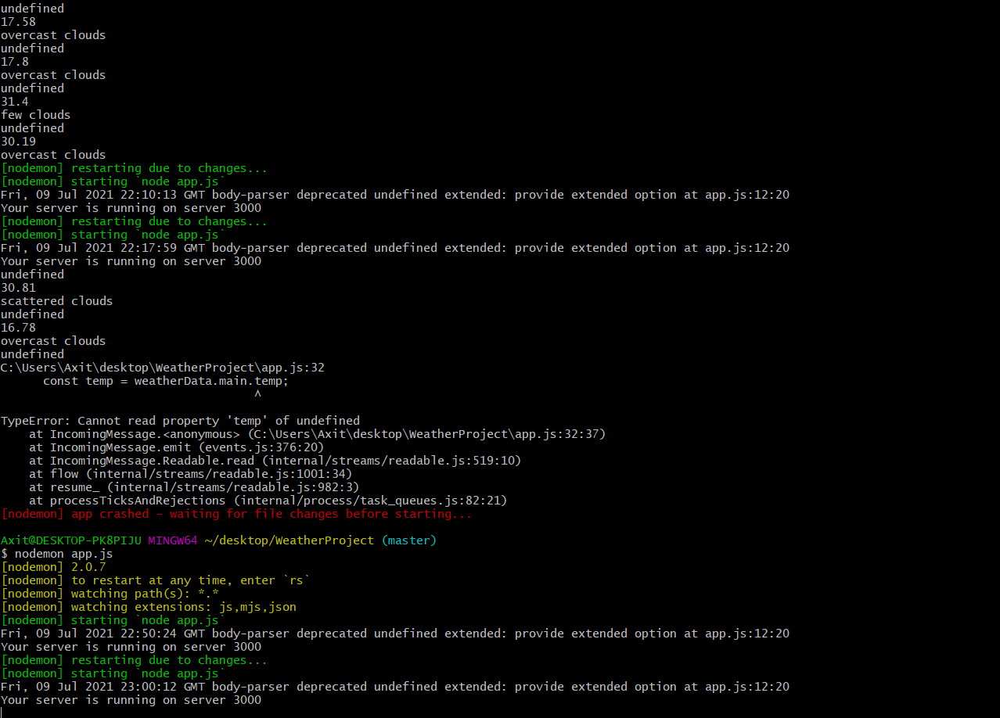 undefined
17.58
overcast clouds
undefined
17.8
overcast clouds
undefined
31.4
few clouds
undefined
30.19
overcast clouds
[nodemon] restarting due to changes...
[nodemon] starting `node app.js`
Fri, 09 Jul 2021 22:10:13 GMT body-parser deprecated undefined extended: provide extended option at app.js:12:20
Your server is running on server 3000
[nodemon] restarting due to changes...
[nodemon] starting `node app.js`
Fri, 09 Jul 2021 22:17:59 GMT body-parser deprecated undefined extended: provide extended option at app.js:12:20
Your server is running on server 3000
undefined
30.81
scattered clouds
undefined
16.78
overcast clouds
undefined
C:\Users\Axit\desktop\WeatherProject\app.js:32
      const temp = weatherData.main.temp;
                                    ^
TypeError: Cannot read property 'temp' of undefined
    at IncomingMessage.<anonymous> (C:\Users\Axit\desktop\WeatherProject\app.js:32:37)
    at IncomingMessage.emit (events.js:376:20)
    at IncomingMessage.Readable.read (internal/streams/readable.js:519:10)
    at flow (internal/streams/readable.js:1001:34)
    at resume_ (internal/streams/readable.js:982:3)
    at processTicksAndRejections (internal/process/task_queues.js:82:21)
[nodemon] app crashed - waiting for file changes before starting...
Axit@DESKTOP-PK8PIJU MINGW64 ~/desktop/WeatherProject (master)
$ nodemon app.js
[nodemon] 2.0.7
[nodemon] to restart at any time, enter `rs`
[nodemon] watching path(s): *.*
[nodemon] watching extensions: js,mjs,json
[nodemon] starting `node app.js`
Fri, 09 Jul 2021 22:50:24 GMT body-parser deprecated undefined extended: provide extended option at app.js:12:20
Your server is running on server 3000
[nodemon] restarting due to changes...
[nodemon] starting `node app.js`
Fri, 09 Jul 2021 23:00:12 GMT body-parser deprecated undefined extended: provide extended option at app.js:12:20
Your server is running on server 3000